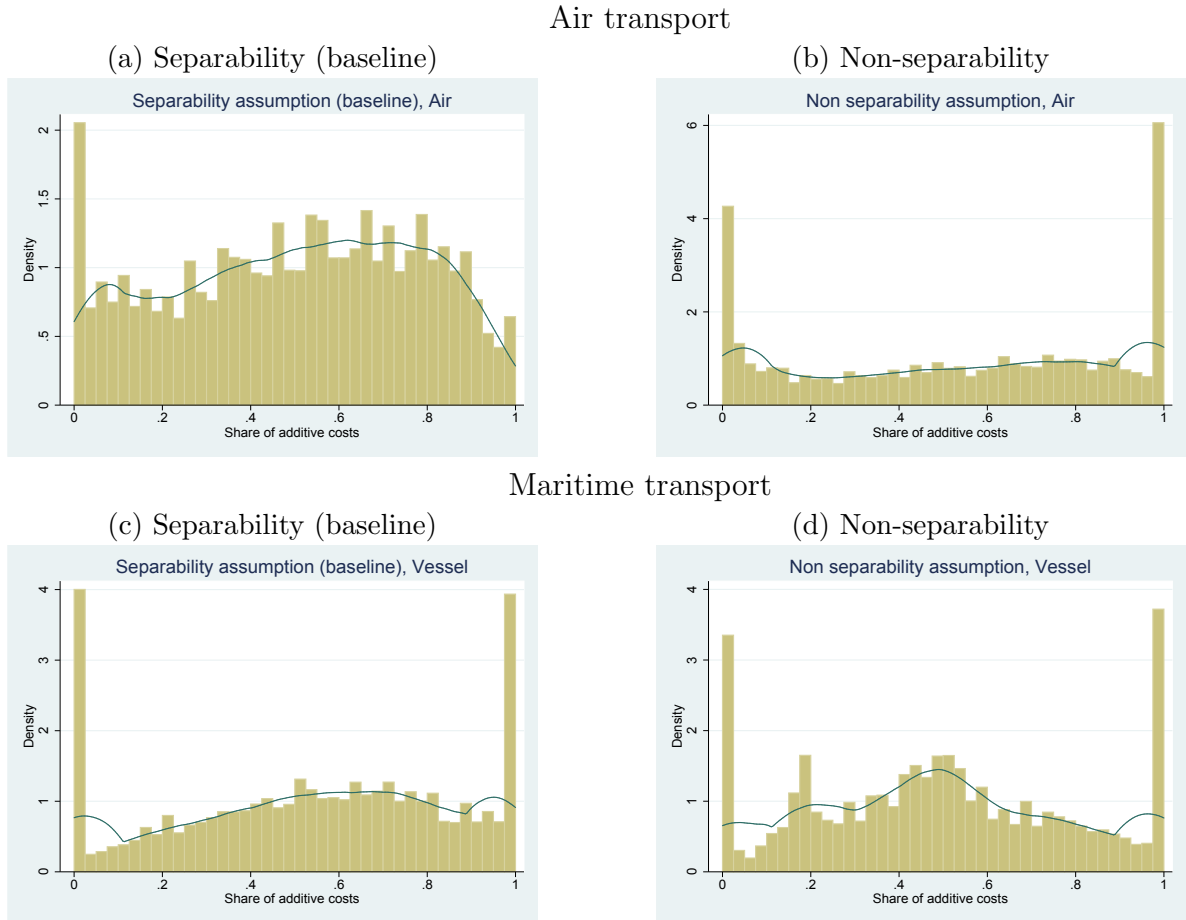 Air transport
(a) Separability (baseline)
(b) Non-separability
Separability assumption (baseline), Air
Density
0 .5 1 1.5 2
0 .2 .4 .6 .8 1
Share of additive costs
Non separability assumption, Air
Density
0 2 4 6
0 .2 .4 .6 .8 1
Share of additive costs
Maritime transport
(c) Separability (baseline)
(d) Non-separability
Separability assumption (baseline), Vessel
Density
0 1 2 3 4
0 .2 .4 .6 .8 1
Share of additive costs
Non separability assumption, Vessel
Density
0 1 2 3 4
0 .2 .4 .6 .8 1
Share of additive costs